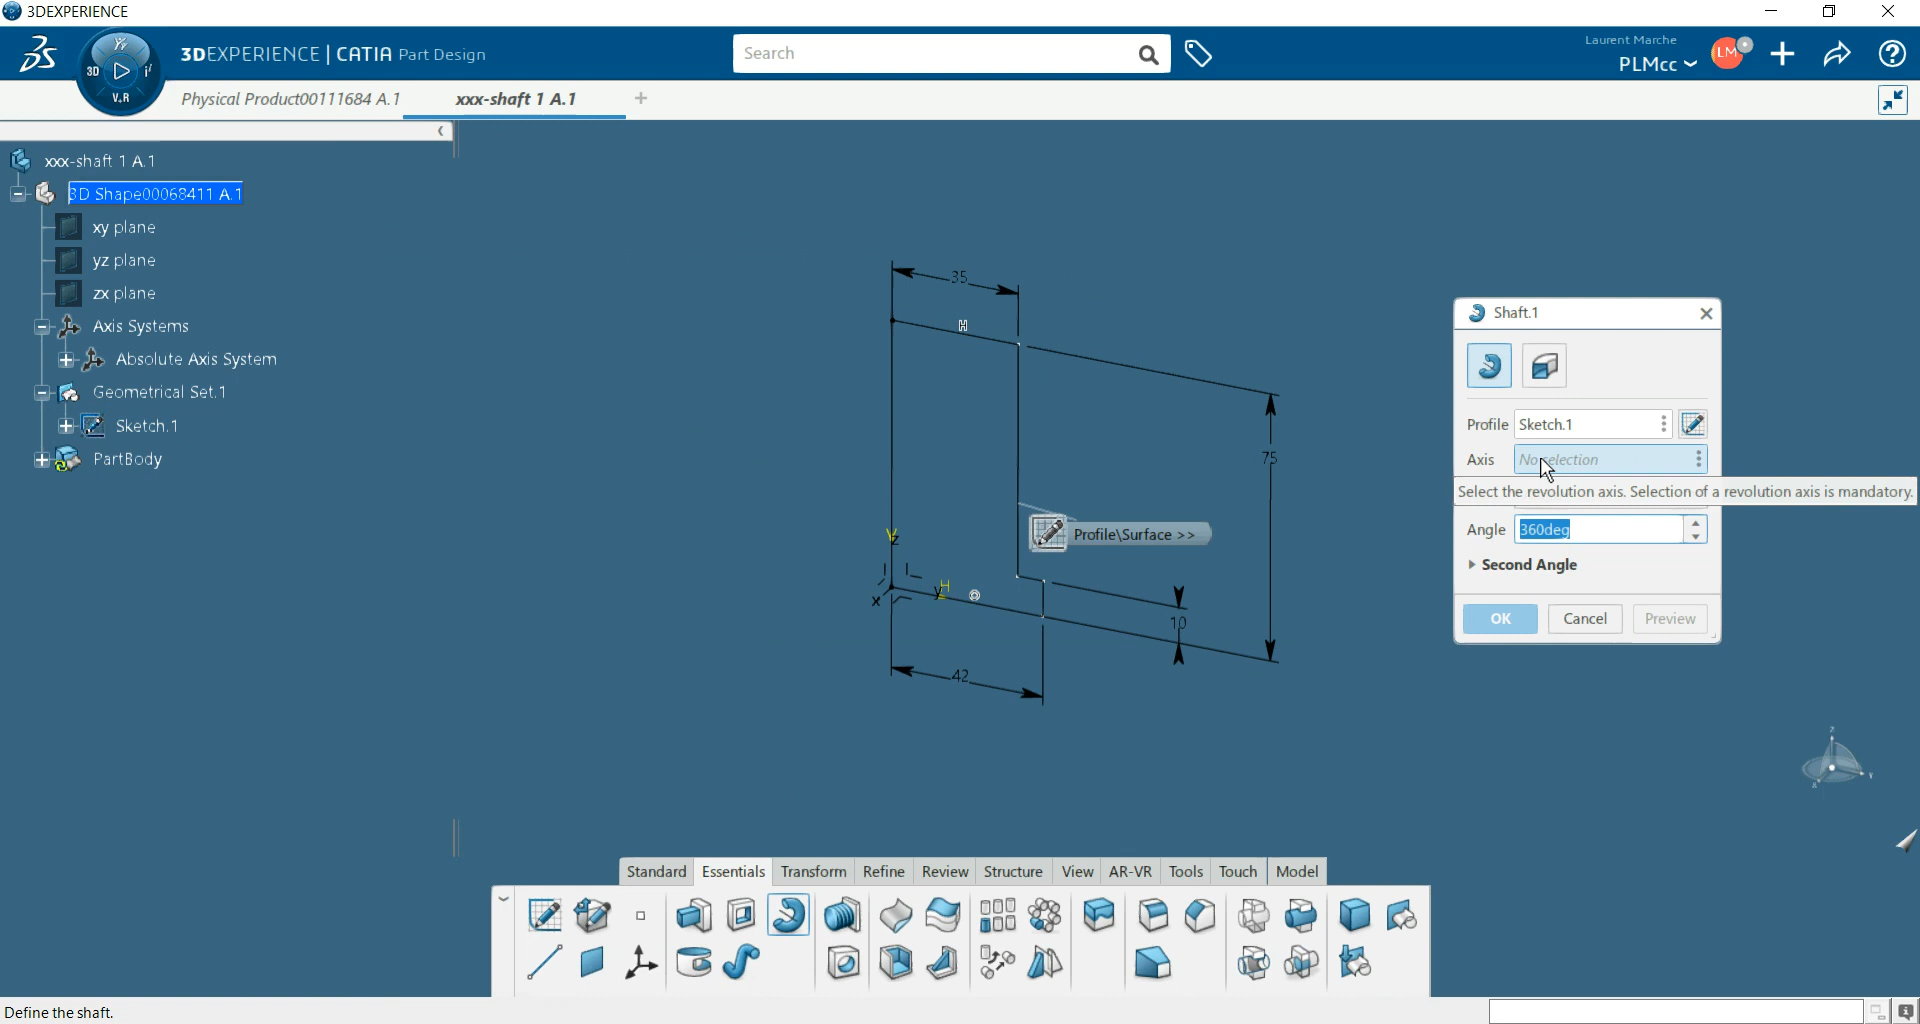 3DEXPERIENCE
3DEXPERIENCE | CATIA Part Design
3D
V.R
Search
Laurent Marche
PLMcc
LM
Physical Product00111684 A.1
xxx-shaft 1 A.1
xxx-shaft 1 A.1
3D Shape00068411 A.1
xy plane
yz plane
zx plane
Axis Systems
Absolute Axis System
Geometrical Set.1
Sketch.1
PartBody
35
H
75
Profile\Surface >>
V
z
H
y
x
10
42
Shaft.1
Profile Sketch.1
Axis No selection
Select the revolution axis. Selection of a revolution axis is mandatory.
Angle 360deg
Second Angle
OK Cancel Preview
Standard Essentials Transform Refine Review Structure View AR-VR Tools Touch Model
Define the shaft.